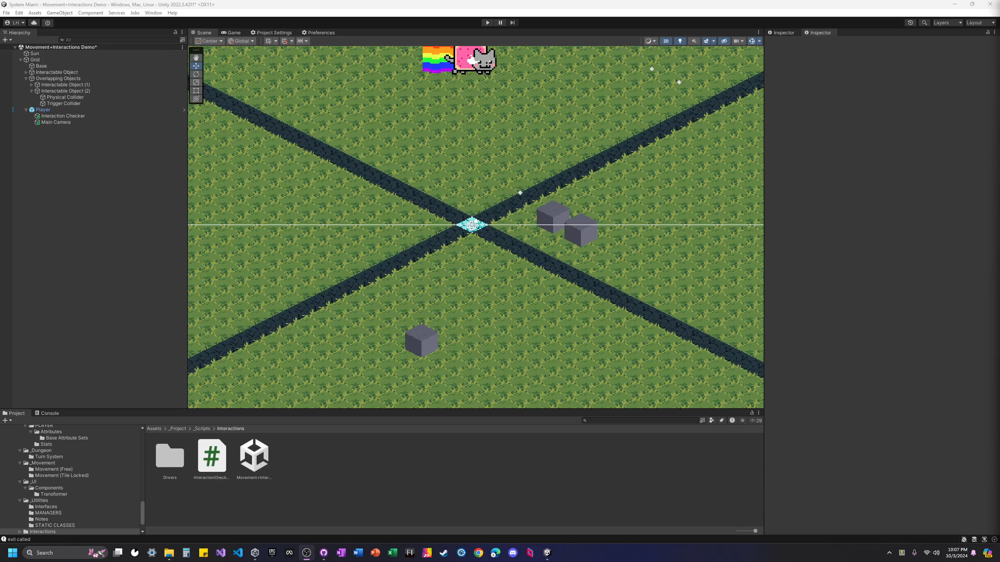 System Miami - Movement+Interactions Demo - Windows, Mac, Linux - Unity 2022.3.42f1* <DX11>
File Edit Assets GameObject Component Services Jobs Window Help
LH Layers Layout
Hierarchy Scene Game Project Settings Preferences Inspector Inspector
All Center Global 2D
Movement+Interactions Demo*
Sun
Grid
Base
Interactable Object
Overlapping Objects
Interactable Object (1)
Interactable Object (2)
Physical Collider
Trigger Collider
Player
Interaction Checker
Main Camera
Project Console
29
PLAYER
Attributes
Base Attribute Sets
Stats
_Dungeon
Turn System
_Movement
Movement (Free)
Movement (Tile Locked)
_UI
Components
Transformer
_Utilities
Interfaces
MANAGERS
Notes
STATIC CLASSES
Interactions
Assets > _Project > _Scripts > Interactions
Drivers InteractionCheck... Movement+Inter...
exit called
Search
EPIC GAMES
10:07 PM
10/3/2024
PRE